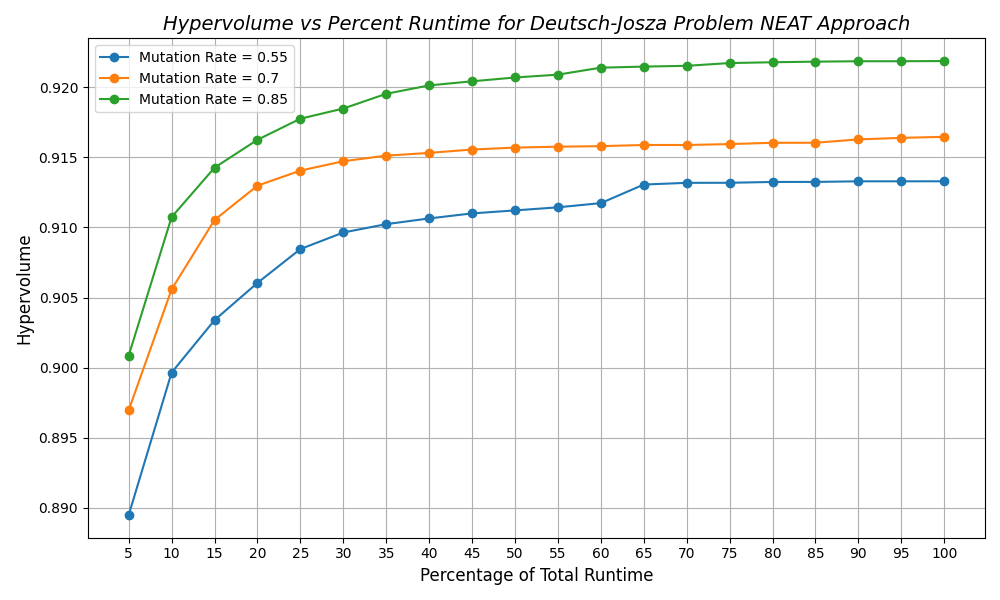 Hypervolume vs Percent Runtime for Deutsch-Josza Problem NEAT Approach
Mutation Rate = 0.55
Mutation Rate = 0.7
Mutation Rate = 0.85
Hypervolume
0.920
0.915
0.910
0.905
0.900
0.895
0.890
5 10 15 20 25 30 35 40 45 50 55 60 65 70 75 80 85 90 95 100
Percentage of Total Runtime